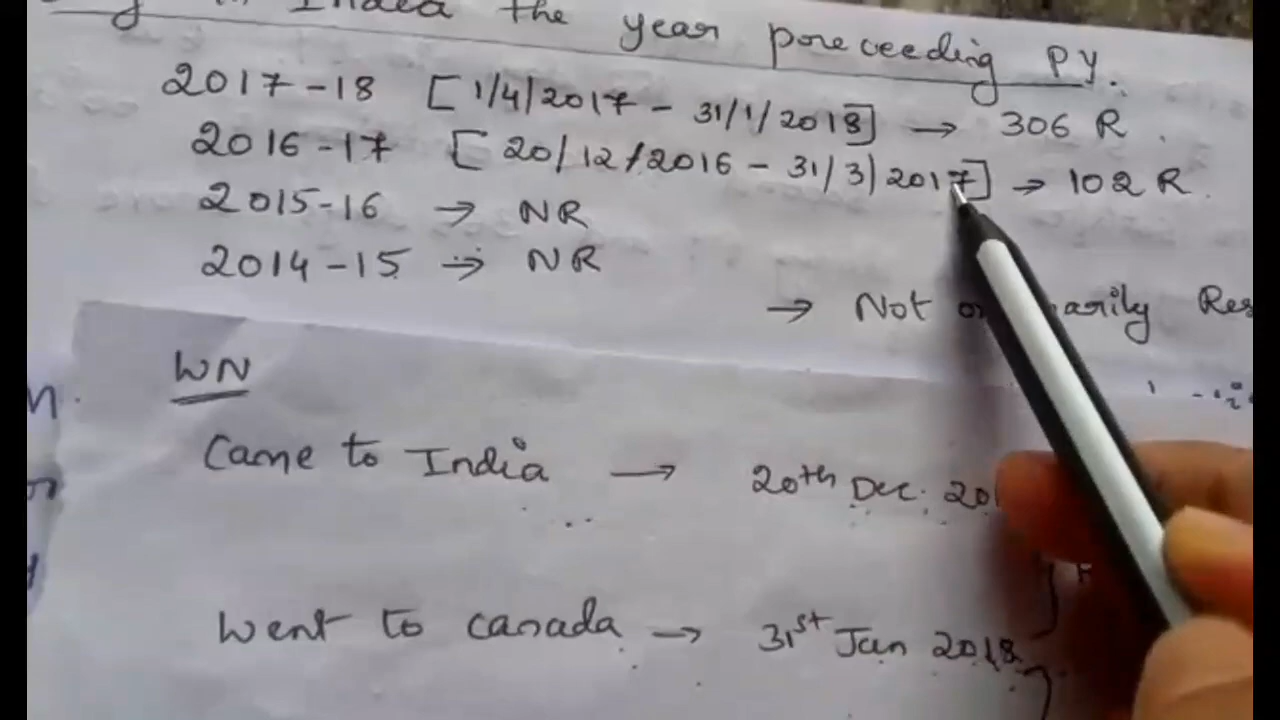 in India the year preceeding PY.
2017-18 [1/4/2017 - 31/1/2018] → 306 R
2016-17 [20/12/2016 - 31/3/2017] → 102 R
2015-16 → NR
2014-15 → NR
→ Not
WN
Came to India → 20th Dec.
Went to canada → 31st Jan 2018